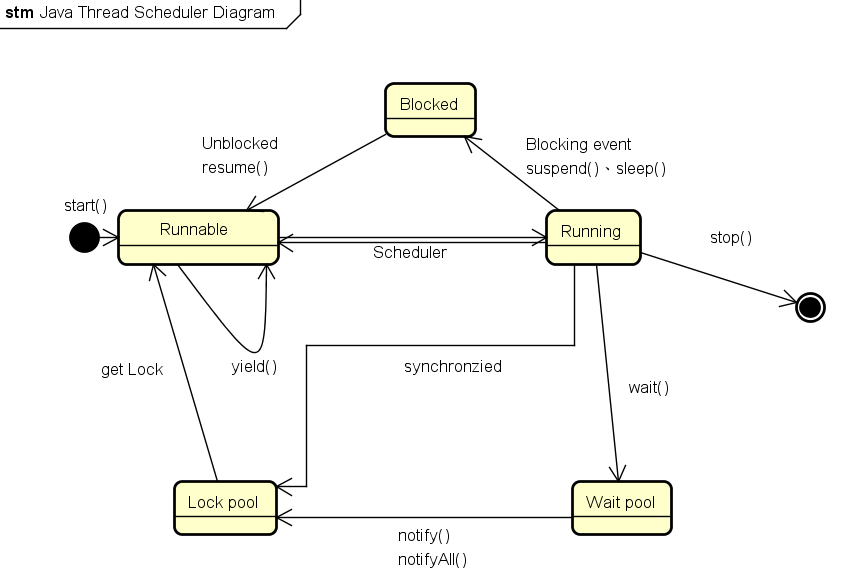 stm Java Thread Scheduler Diagram
Blocked
Unblocked
resume()
Blocking event
suspend()、sleep()
start()
Runnable
Running
Scheduler
stop()
get Lock
yield()
synchronzied
wait()
Lock pool
Wait pool
notify()
notifyAll()